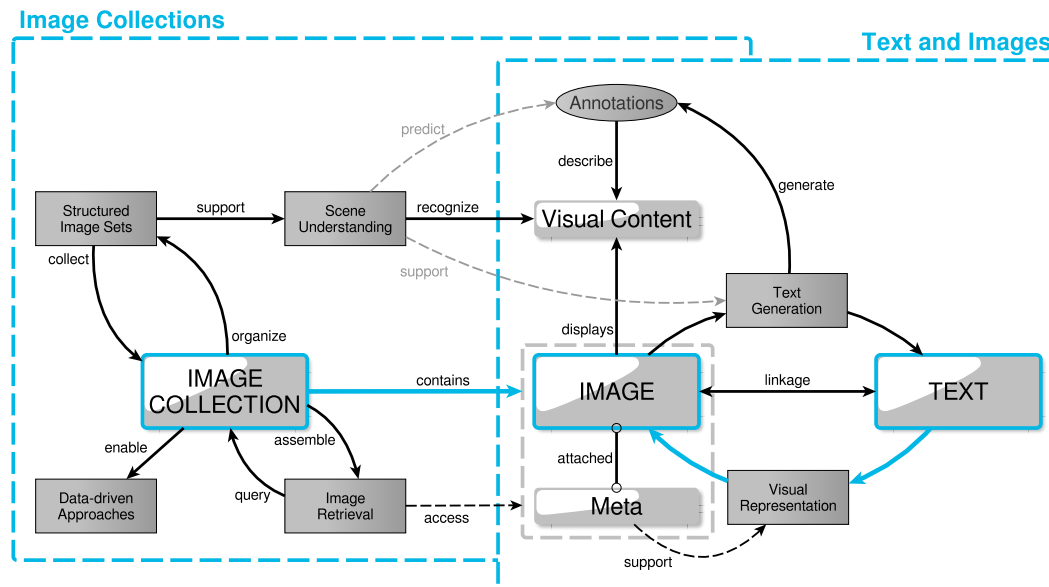 Image Collections
Text and Images
Annotations
predict
describe
generate
Structured
Image Sets
support
Scene
Understanding
recognize
Visual Content
collect
support
Text
Generation
organize
displays
IMAGE
COLLECTION
contains
IMAGE
linkage
TEXT
enable
assemble
attached
Data-driven
Approaches
query
Image
Retrieval
access
Meta
Visual
Representation
support